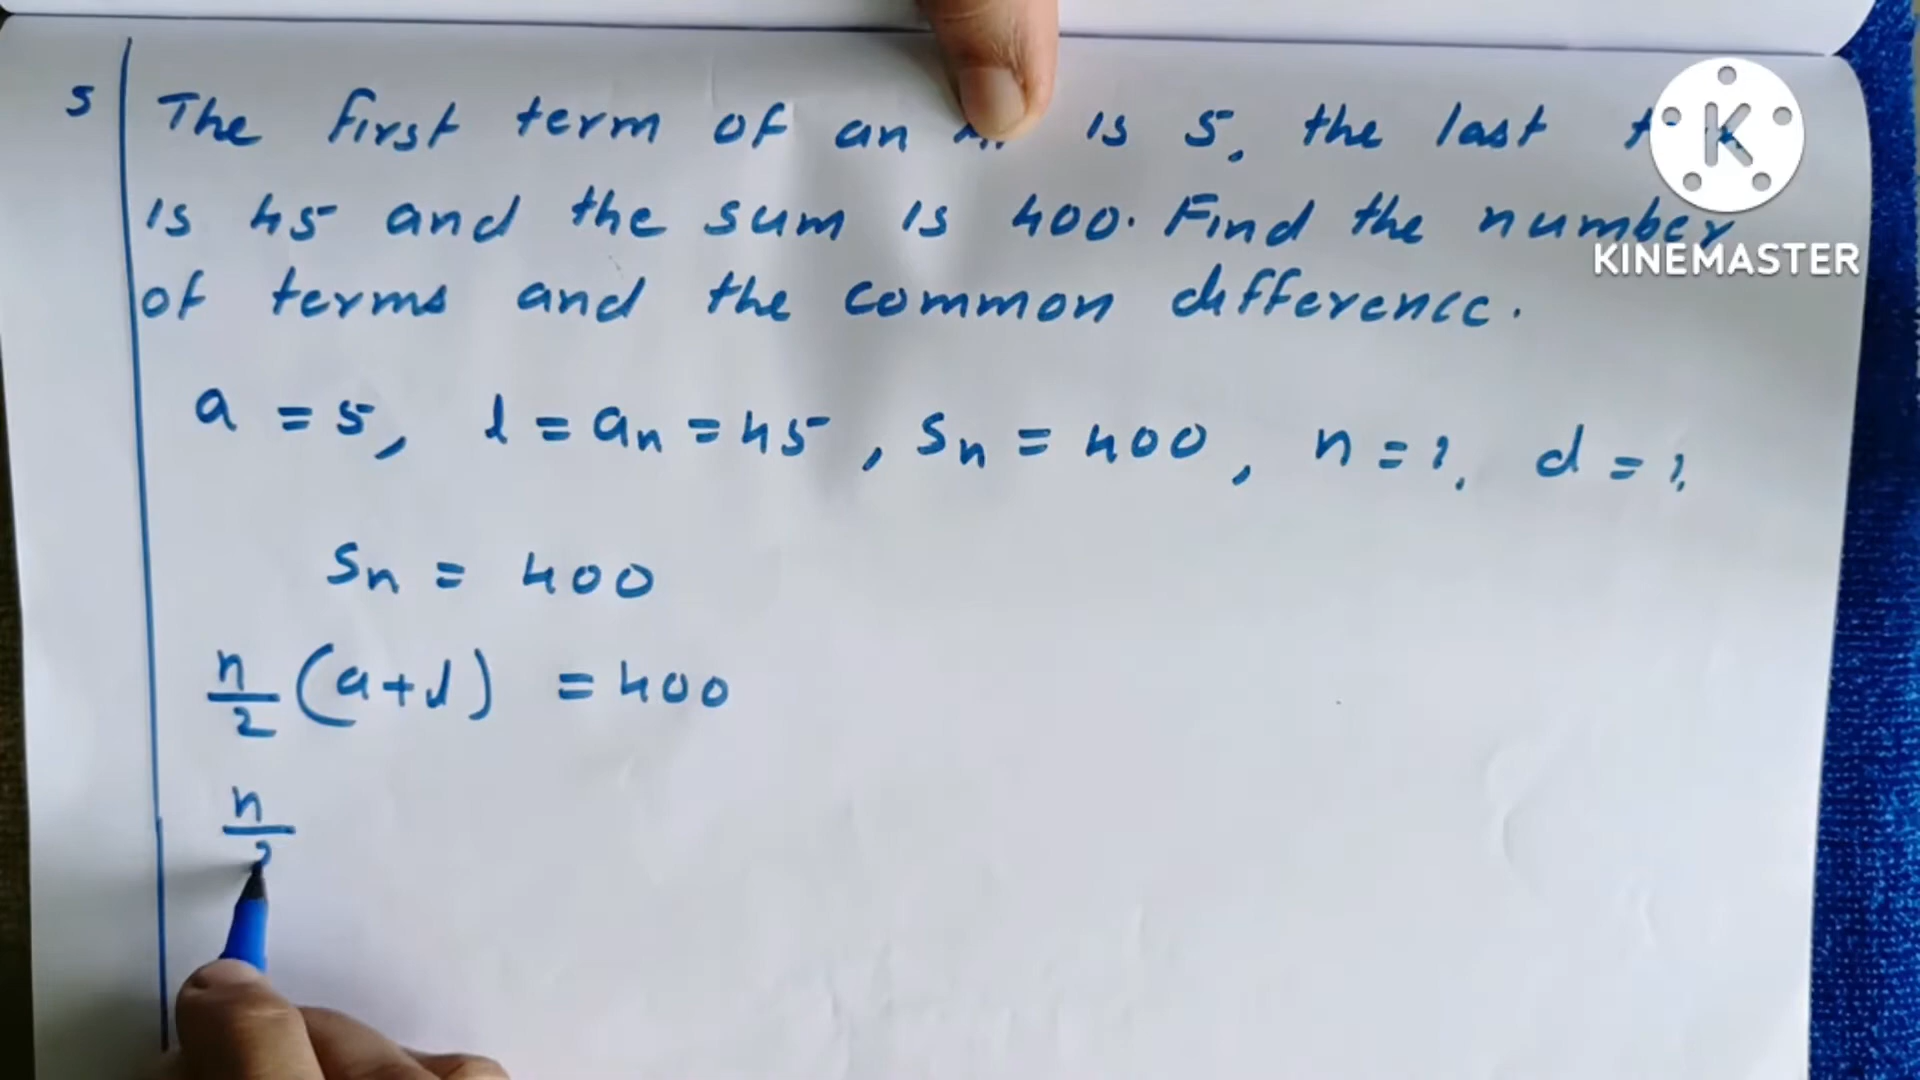 5 The first term of an is 5, the last
is 45 and the sum is 400. Find the number
of terms and the common difference.
a = 5, l = an = 45, Sn = 400, n = ?, d = ?
Sn = 400
n/2 (a+l) = 400
n/2
K
KINEMASTER